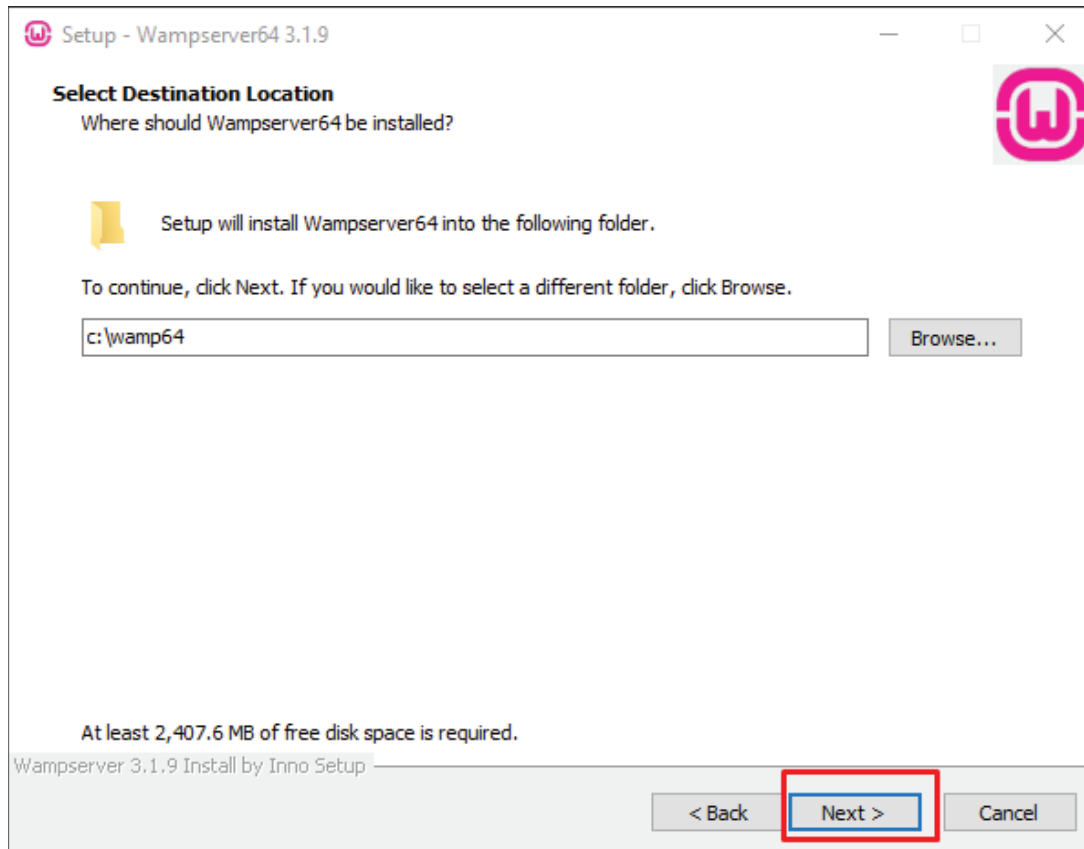 Setup - Wampserver64 3.1.9
Select Destination Location
Where should Wampserver64 be installed?
Setup will install Wampserver64 into the following folder.
To continue, click Next. If you would like to select a different folder, click Browse.
c:\wamp64
Browse...
At least 2,407.6 MB of free disk space is required.
Wampserver 3.1.9 Install by Inno Setup
< Back Next > Cancel